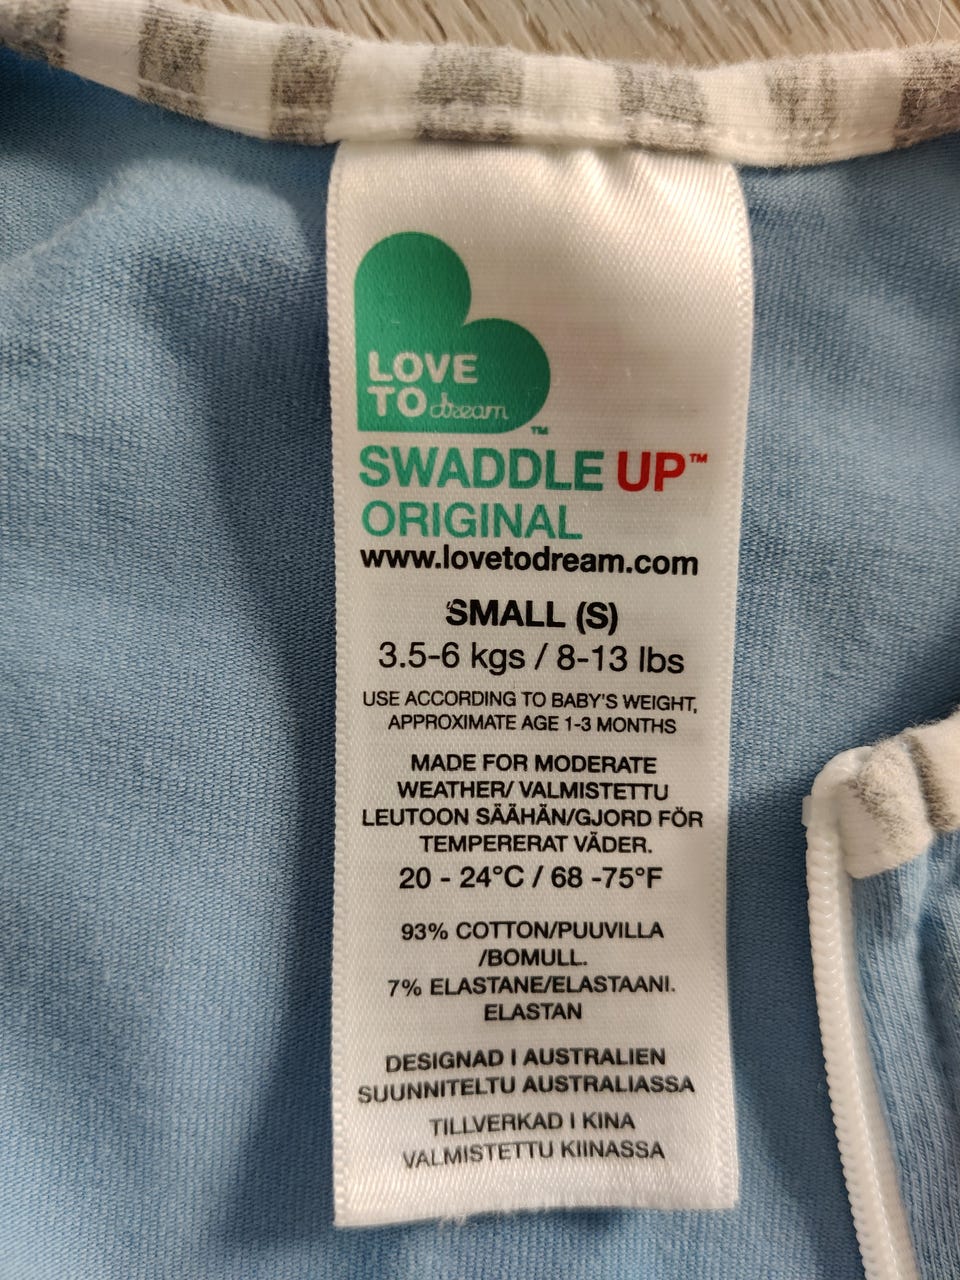 LOVE
TO dream
™
SWADDLE UP™
ORIGINAL
www.lovetodream.com
SMALL (S)
3.5-6 kgs / 8-13 lbs
USE ACCORDING TO BABY'S WEIGHT,
APPROXIMATE AGE 1-3 MONTHS
MADE FOR MODERATE
WEATHER/ VALMISTETTU
LEUTOON SÄÄHÄN/GJORD FÖR
TEMPERERAT VÄDER.
20 - 24°C / 68 -75°F
93% COTTON/PUUVILLA
/BOMULL.
7% ELASTANE/ELASTAANI.
ELASTAN
DESIGNAD I AUSTRALIEN
SUUNNITELTU AUSTRALIASSA
TILLVERKAD I KINA
VALMISTETTU KIINASSA